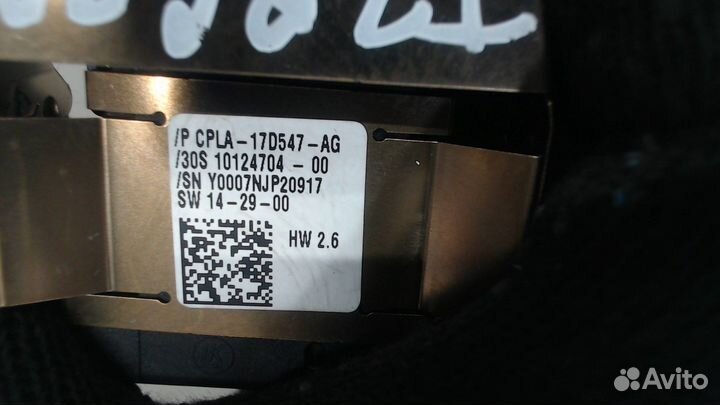 /P CPLA-17D547-AG
/30S 10124704 - 00
/SN Y0007NJP20917
SW 14-29-00
HW 2.6
Avito